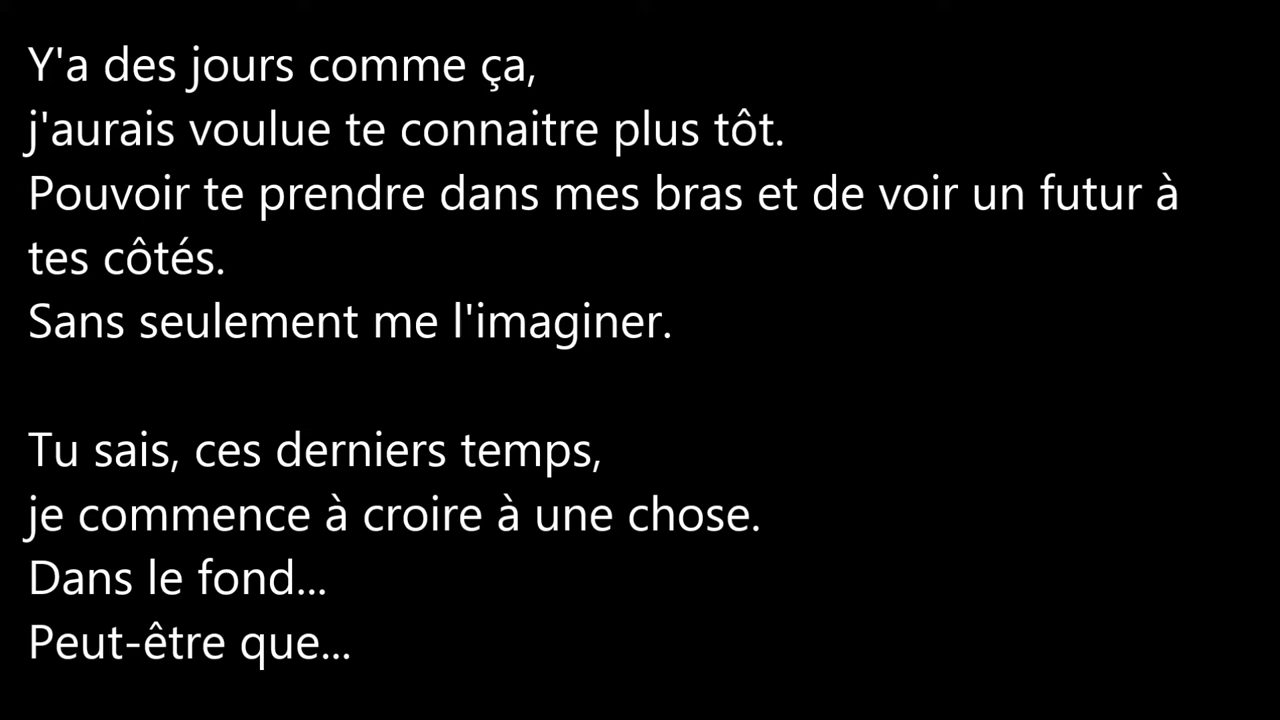 Y'a des jours comme ça,
j'aurais voulue te connaitre plus tôt.
Pouvoir te prendre dans mes bras et de voir un futur à
tes côtés.
Sans seulement me l'imaginer.
Tu sais, ces derniers temps,
je commence à croire à une chose.
Dans le fond...
Peut-être que...